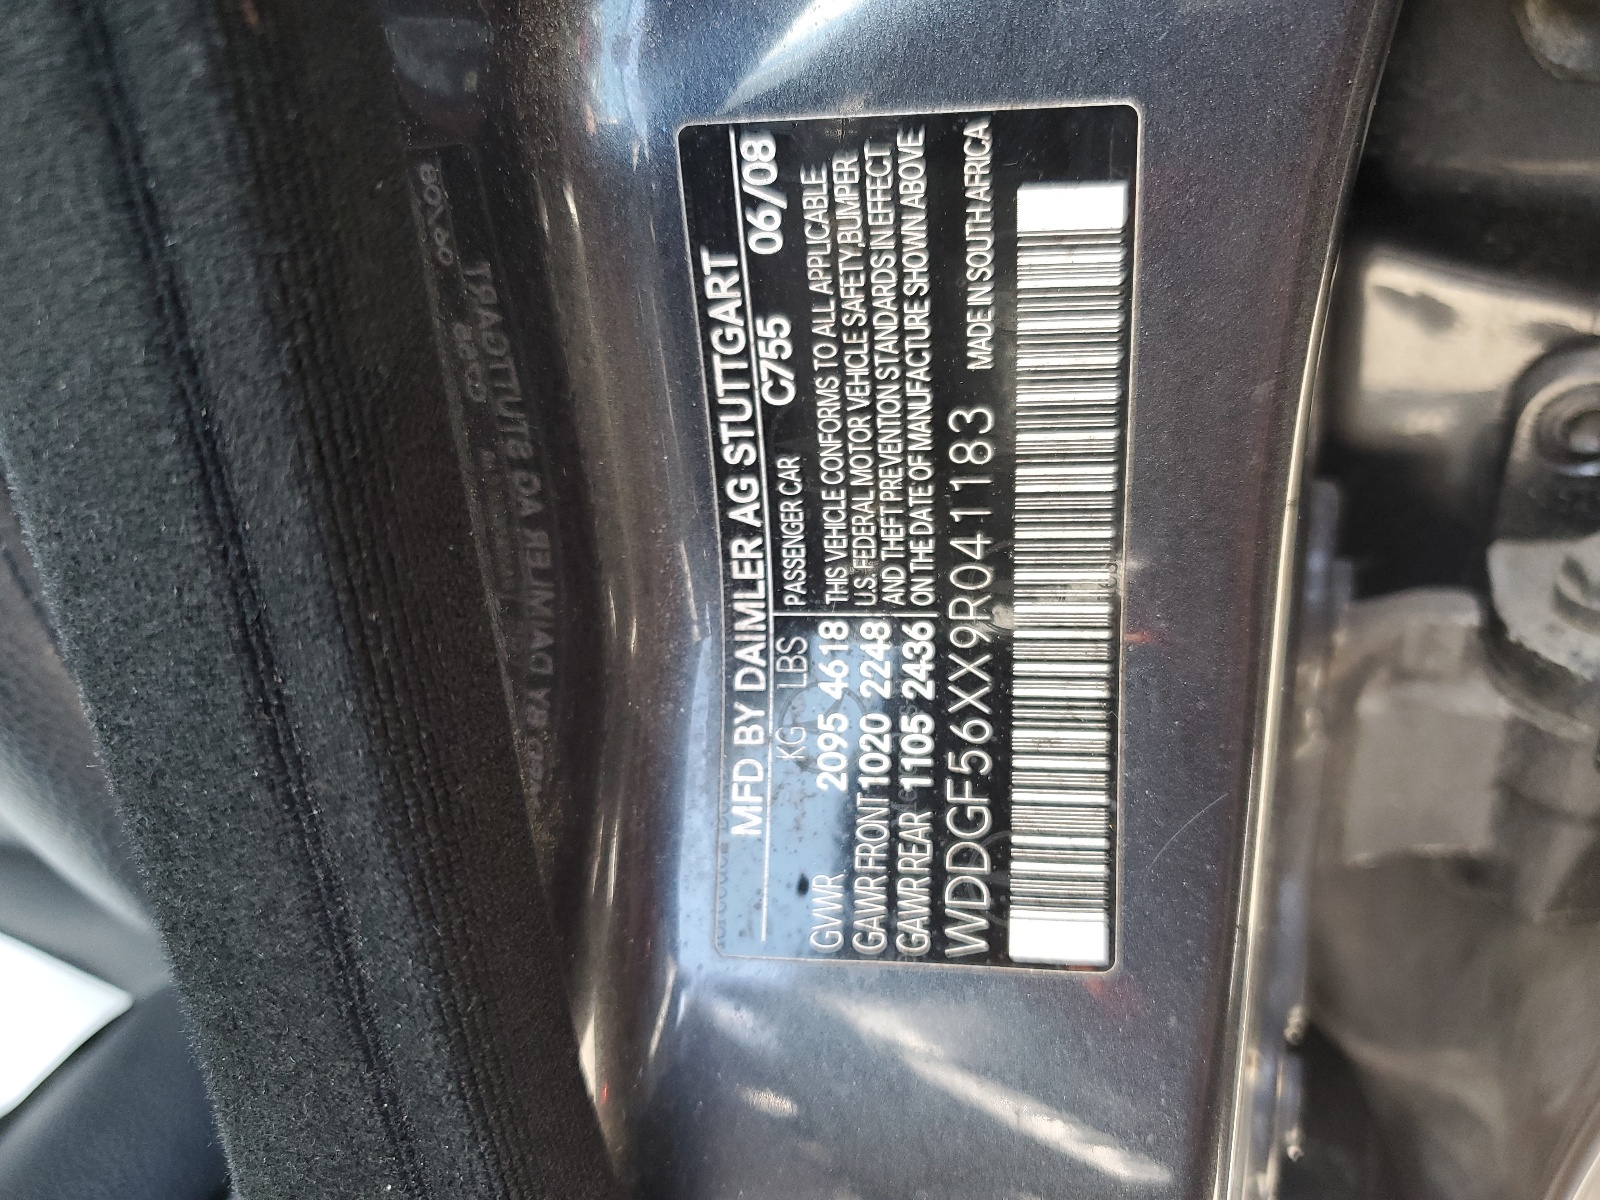 MFD BY DAIMLER AG STUTTGART
KG LBS PASSENGER CAR C755 06/08
GVWR 2095 4618 THIS VEHICLE CONFORMS TO ALL APPLICABLE
GAWR FRONT 1020 2248 U.S. FEDERAL MOTOR VEHICLE SAFETY,BUMPER
AND THEFT PREVENTION STANDARDS IN EFFECT
GAWR REAR 1105 2436 ON THE DATE OF MANUFACTURE SHOWN ABOVE
WDDGF56XX9R041183 MADE IN SOUTH AFRICA